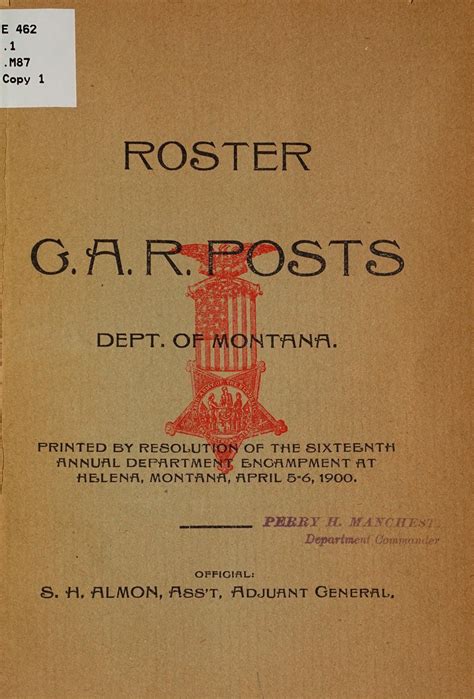 E 462
.1
.M87
Copy 1
ROSTER
G.A.R. POSTS
DEPT. OF MONTANA.
PRINTED BY RESOLUTION OF THE SIXTEENTH
ANNUAL DEPARTMENT ENCAMPMENT AT
HELENA, MONTANA, APRIL 5-6, 1900.
PERRY H. MANCHEST
Department Commander
OFFICIAL:
S. H. ALMON, ASS'T, ADJUANT GENERAL.